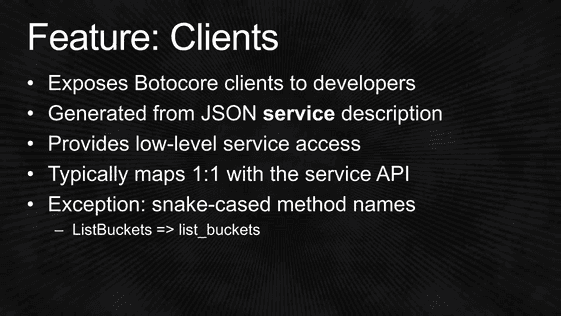 Feature: Clients
• Exposes Botocore clients to developers
• Generated from JSON service description
• Provides low-level service access
• Typically maps 1:1 with the service API
• Exception: snake-cased method names
– ListBuckets => list_buckets